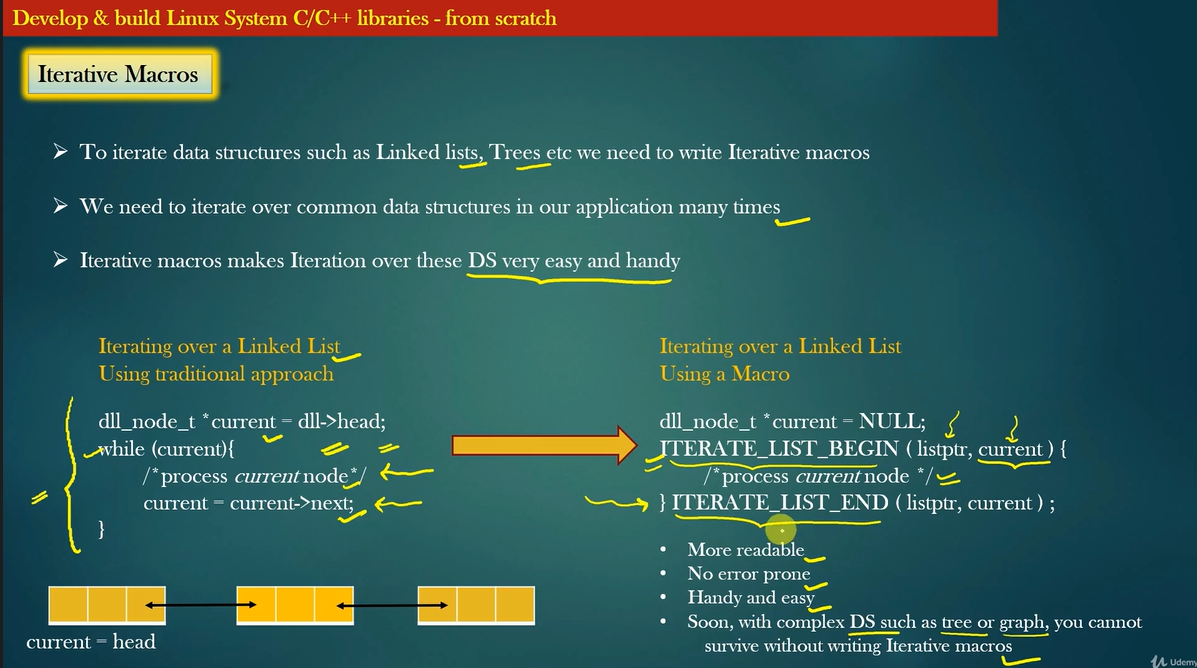 Develop & build Linux System C/C++ libraries - from scratch
Iterative Macros
➢ To iterate data structures such as Linked lists, Trees etc we need to write Iterative macros
➢ We need to iterate over common data structures in our application many times
➢ Iterative macros makes Iteration over these DS very easy and handy
Iterating over a Linked List
Using traditional approach
dll_node_t *current = dll->head;
while (current){
/*process current node*/
current = current->next;
}
current = head
Iterating over a Linked List
Using a Macro
dll_node_t *current = NULL;
ITERATE_LIST_BEGIN ( listptr, current ) {
/*process current node */
} ITERATE_LIST_END ( listptr, current ) ;
• More readable
• No error prone
• Handy and easy
• Soon, with complex DS such as tree or graph, you cannot
survive without writing Iterative macros
Udemy